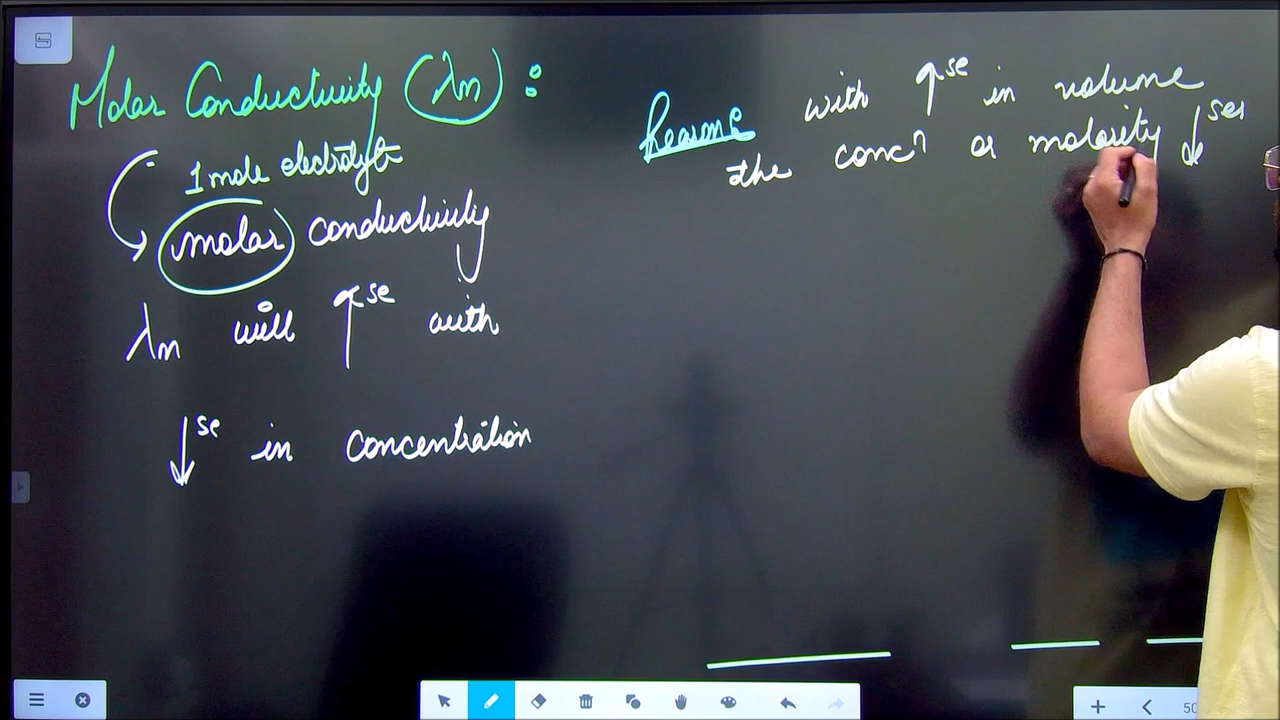 Molar Conductivity (λm) :
1 mole electrolyte
molar conductivity
λm will ↑se with
↓se in concentration
Reason: with ↑se in volume
the concn or molarity ↓ses
50